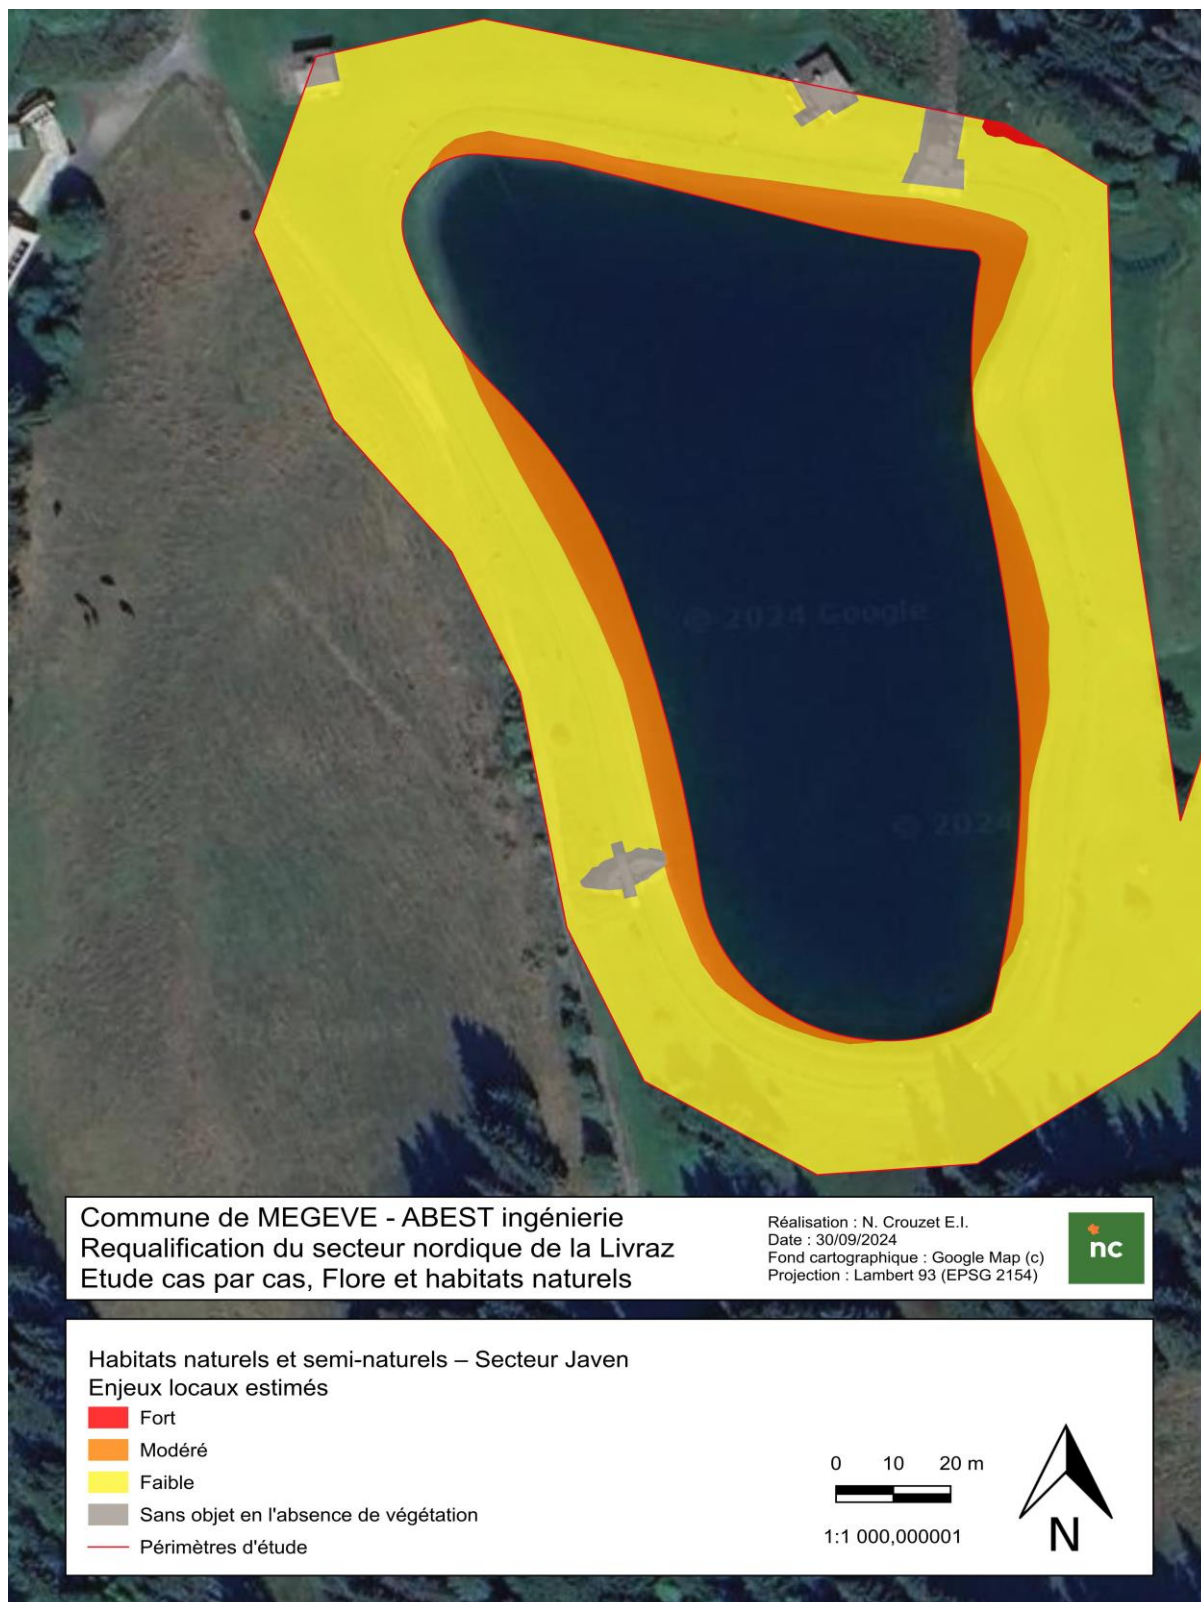 © 2024 Google
© 2024
Commune de MEGEVE - ABEST ingénierie
Requalification du secteur nordique de la Livraz
Etude cas par cas, Flore et habitats naturels
Réalisation : N. Crouzet E.I.
Date : 30/09/2024
Fond cartographique : Google Map (c)
Projection : Lambert 93 (EPSG 2154)
nc
Habitats naturels et semi-naturels – Secteur Javen
Enjeux locaux estimés
Fort
Modéré
Faible
Sans objet en l'absence de végétation
Périmètres d'étude
0 10 20 m
1:1 000,000001
N